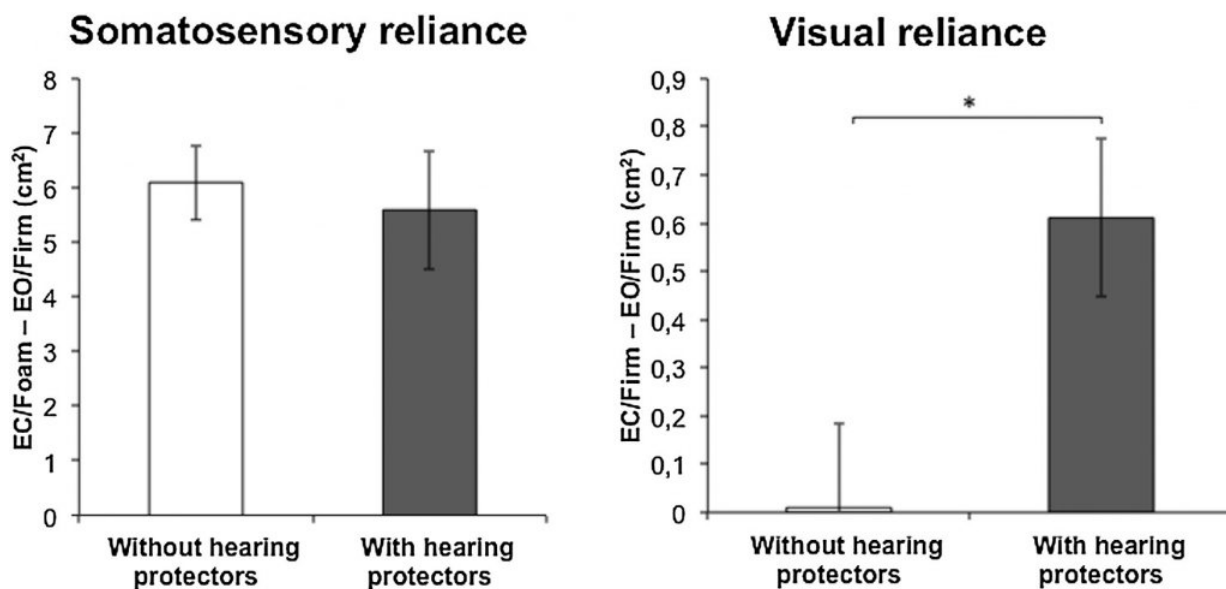 Somatosensory reliance
EC/Foam – EO/Firm (cm²)
8
7
6
5
4
3
2
1
0
Without hearing
protectors
With hearing
protectors
Visual reliance
EC/Firm – EO/Firm (cm²)
0,9
0,8
0,7
0,6
0,5
0,4
0,3
0,2
0,1
0
*
Without hearing
protectors
With hearing
protectors